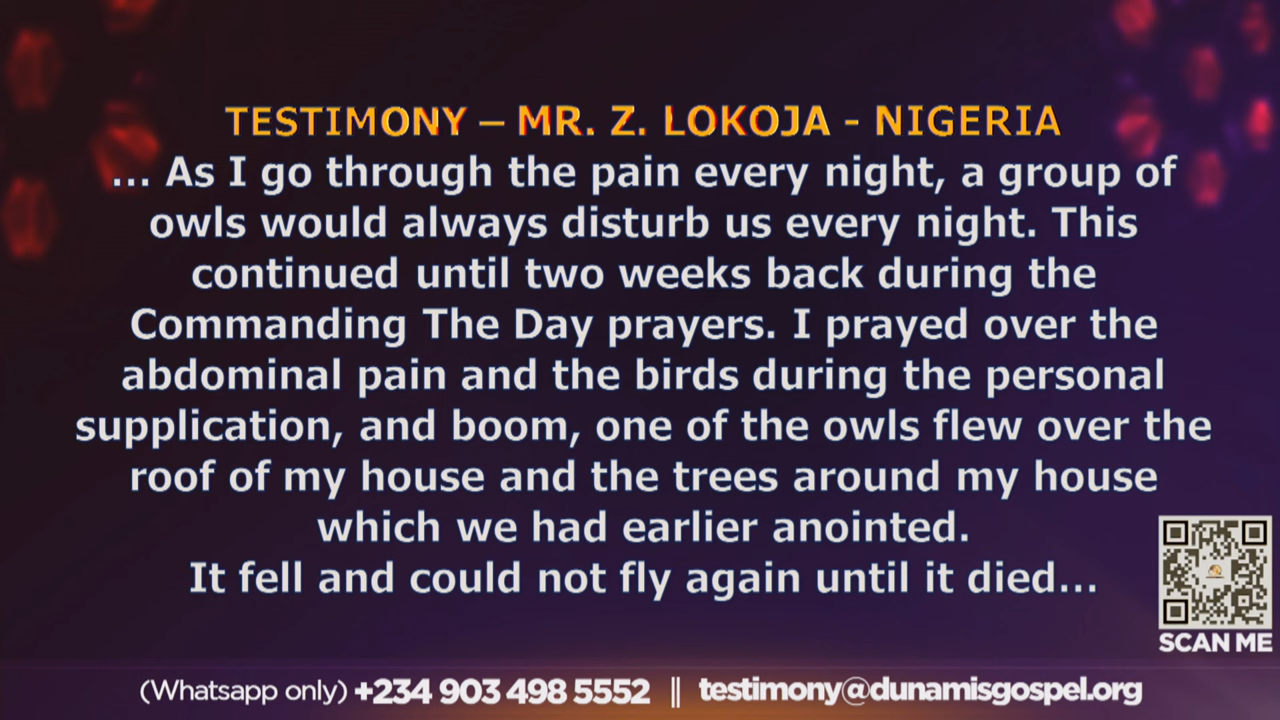 TESTIMONY – MR. Z. LOKOJA - NIGERIA
... As I go through the pain every night, a group of
owls would always disturb us every night. This
continued until two weeks back during the
Commanding The Day prayers. I prayed over the
abdominal pain and the birds during the personal
supplication, and boom, one of the owls flew over the
roof of my house and the trees around my house
which we had earlier anointed.
It fell and could not fly again until it died...
SCAN ME
(Whatsapp only) +234 903 498 5552 || testimony@dunamisgospel.org